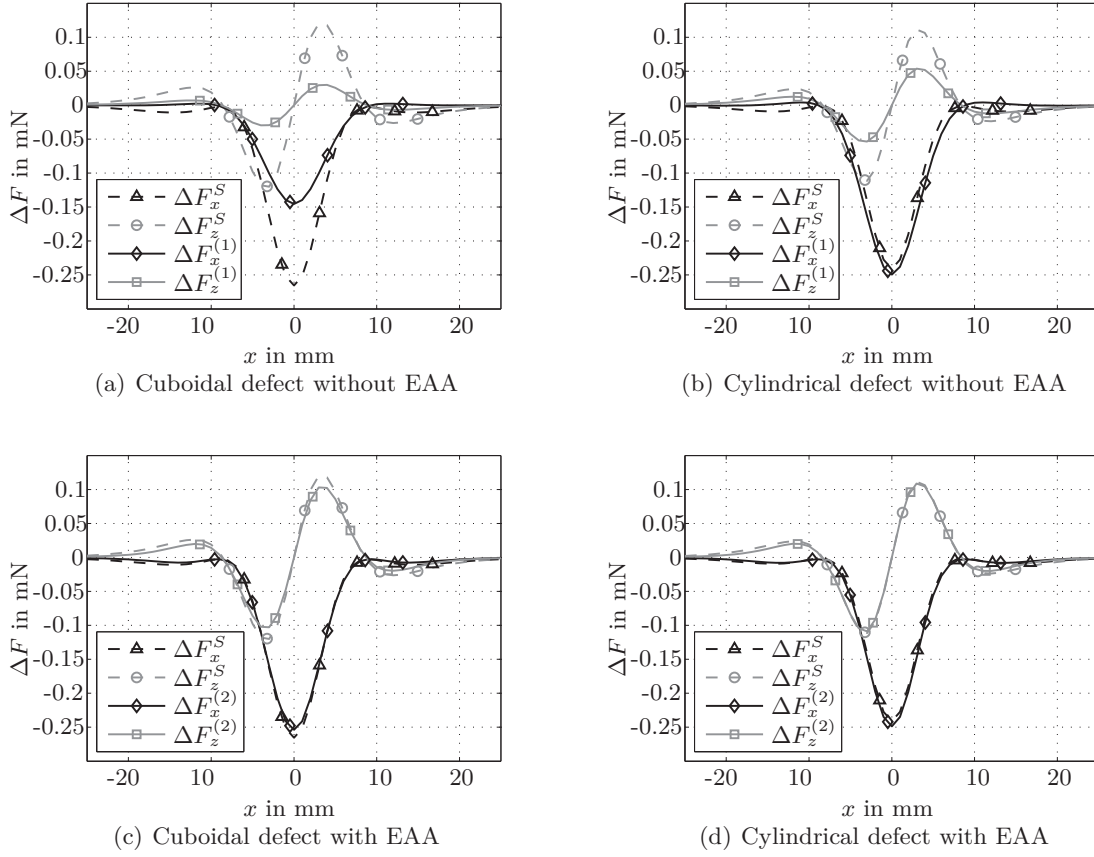 0.1
0.05
0
-0.05
-0.1
-0.15
-0.2
-0.25
ΔF in mN
ΔF_x^S
ΔF_z^S
ΔF_x^(1)
ΔF_z^(1)
-20 10 0 10 20
x in mm
(a) Cuboidal defect without EAA
0.1
0.05
0
-0.05
-0.1
-0.15
-0.2
-0.25
ΔF in mN
ΔF_x^S
ΔF_z^S
ΔF_x^(1)
ΔF_z^(1)
-20 10 0 10 20
x in mm
(b) Cylindrical defect without EAA
0.1
0.05
0
-0.05
-0.1
-0.15
-0.2
-0.25
ΔF in mN
ΔF_x^S
ΔF_z^S
ΔF_x^(2)
ΔF_z^(2)
-20 10 0 10 20
x in mm
(c) Cuboidal defect with EAA
0.1
0.05
0
-0.05
-0.1
-0.15
-0.2
-0.25
ΔF in mN
ΔF_x^S
ΔF_z^S
ΔF_x^(2)
ΔF_z^(2)
-20 10 0 10 20
x in mm
(d) Cylindrical defect with EAA